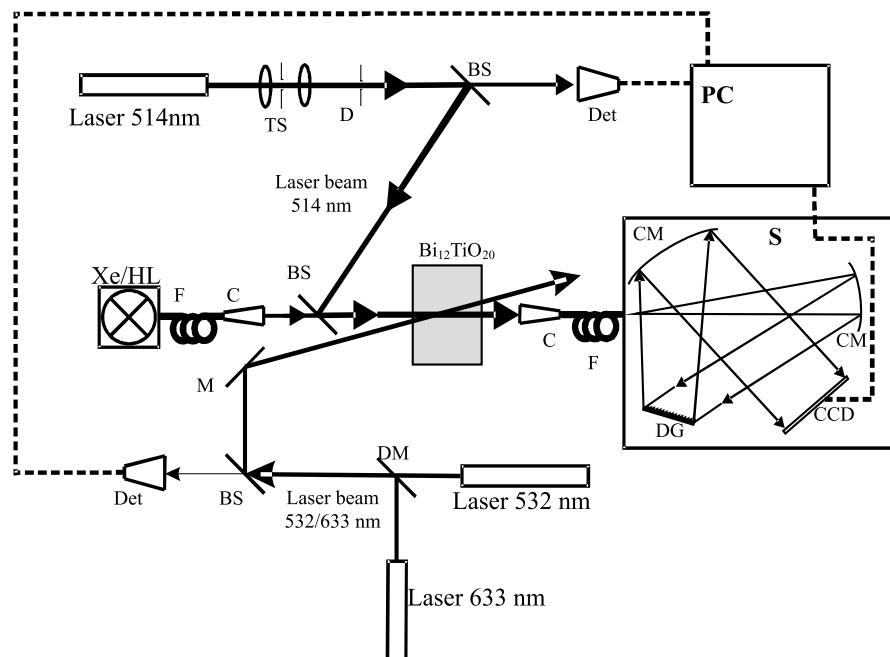 BS
PC
TS
D
Det
Laser 514nm
Laser beam
514 nm
S
CM
Bi₁₂TiO₂₀
Xe/HL
BS
F
C
C
CM
F
M
CCD
DG
DM
Det
BS
Laser beam
532/633 nm
Laser 532 nm
Laser 633 nm